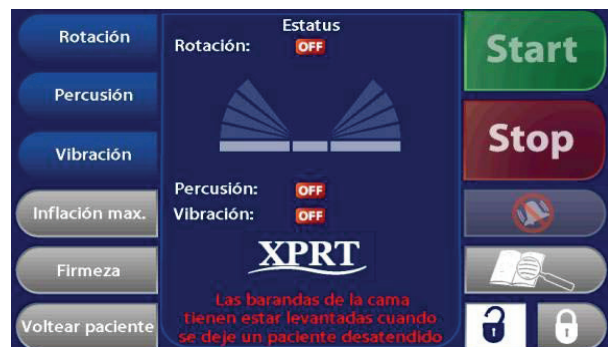 Rotación
Percusión
Vibración
Inflación max.
Firmeza
Voltear paciente
Estatus
Rotación: OFF
Percusión: OFF
Vibración: OFF
XPRT
Las barandas de la cama
tienen estar levantadas cuando
se deje un paciente desatendido
Start
Stop